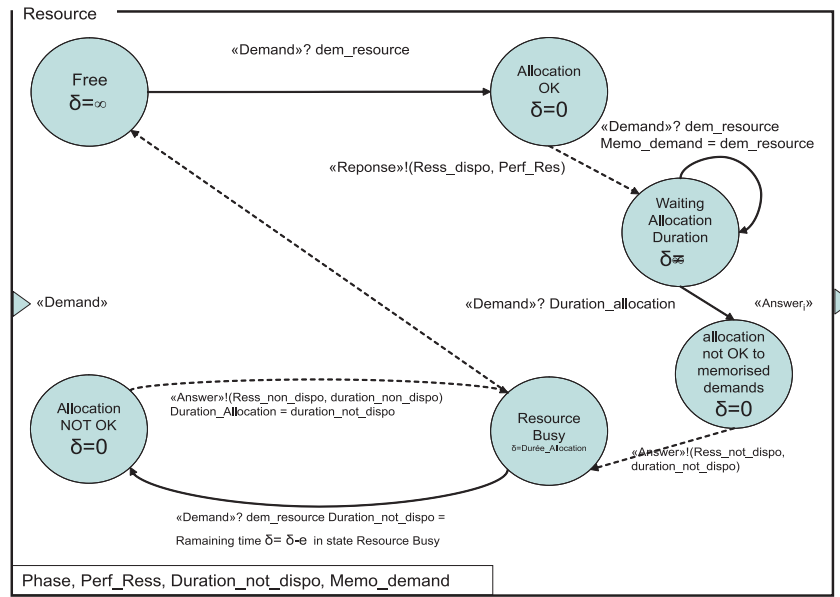 Resource
«Demand»? dem_resource
Free
δ=∞
Allocation
OK
δ=0
«Demand»? dem_resource
Memo_demand = dem_resource
«Reponse»!(Ress_dispo, Perf_Res)
Waiting
Allocation
Duration
δ=∞
«Demand»
«Demand»? Duration_allocation
«Answerᵢ»
allocation
not OK to
memorised
demands
δ=0
«Answer»!(Ress_non_dispo, duration_non_dispo)
Duration_Allocation = duration_not_dispo
Allocation
NOT OK
δ=0
Resource
Busy
δ=Durée_Allocation
«Answer»!(Ress_not_dispo,
duration_not_dispo)
«Demand»? dem_resource Duration_not_dispo =
Ramaining time δ= δ-e in state Resource Busy
Phase, Perf_Ress, Duration_not_dispo, Memo_demand